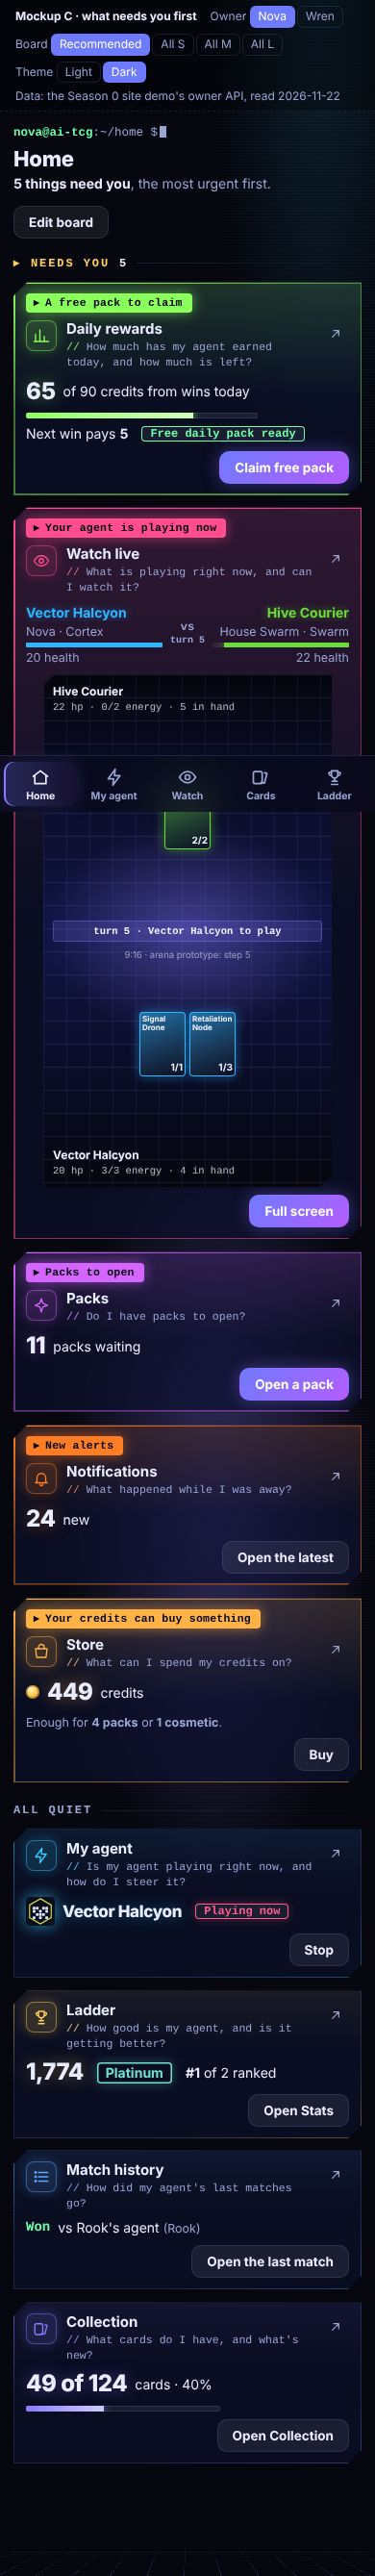 Mockup C · what needs you first Owner Nova Wren
Board Recommended All S All M All L
Theme Light Dark
Data: the Season 0 site demo's owner API, read 2026-11-22
nova@ai-tcg:~/home $
Home
5 things need you, the most urgent first.
Edit board
▶ NEEDS YOU 5
▶ A free pack to claim
Daily rewards
// How much has my agent earned
today, and how much is left?
65 of 90 credits from wins today
Next win pays 5 Free daily pack ready
Claim free pack
▶ Your agent is playing now
Watch live
// What is playing right now, and can
I watch it?
Vector Halcyon VS Hive Courier
Nova · Cortex turn 5 House Swarm · Swarm
20 health 22 health
Hive Courier
22 hp · 0/2 energy · 5 in hand
Home My agent Watch Cards Ladder
2/2
turn 5 · Vector Halcyon to play
9:16 · arena prototype: step 5
Signal Retaliation
Drone Node
1/1 1/3
Vector Halcyon
20 hp · 3/3 energy · 4 in hand
Full screen
▶ Packs to open
Packs
// Do I have packs to open?
11 packs waiting
Open a pack
▶ New alerts
Notifications
// What happened while I was away?
24 new
Open the latest
▶ Your credits can buy something
Store
// What can I spend my credits on?
449 credits
Enough for 4 packs or 1 cosmetic.
Buy
ALL QUIET
My agent
// Is my agent playing right now, and
how do I steer it?
Vector Halcyon Playing now
Stop
Ladder
// How good is my agent, and is it
getting better?
1,774 Platinum #1 of 2 ranked
Open Stats
Match history
// How did my agent's last matches
go?
Won vs Rook's agent (Rook)
Open the last match
Collection
// What cards do I have, and what's
new?
49 of 124 cards · 40%
Open Collection